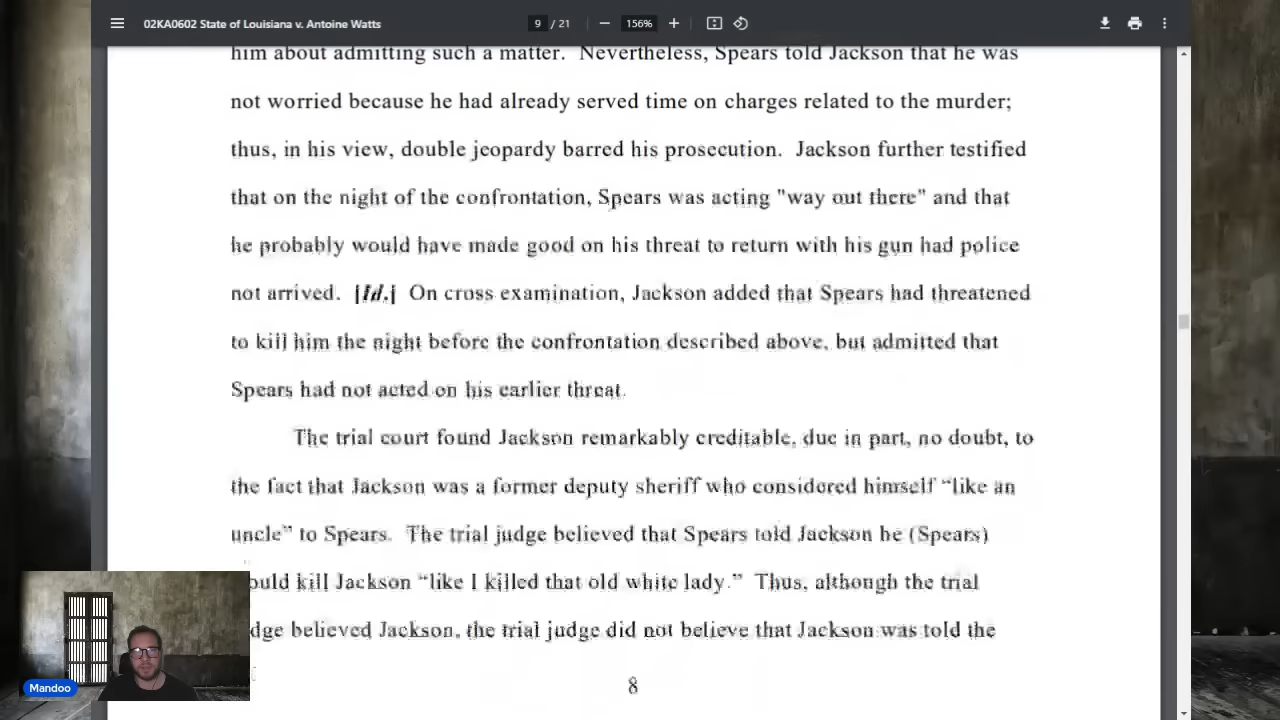 02KA0602 State of Louisiana v. Antoine Watts
9 / 21
156%
him about admitting such a matter. Nevertheless, Spears told Jackson that he was
not worried because he had already served time on charges related to the murder;
thus, in his view, double jeopardy barred his prosecution. Jackson further testified
that on the night of the confrontation, Spears was acting "way out there" and that
he probably would have made good on his threat to return with his gun had police
not arrived. [Id.] On cross examination, Jackson added that Spears had threatened
to kill him the night before the confrontation described above, but admitted that
Spears had not acted on his earlier threat.
The trial court found Jackson remarkably creditable, due in part, no doubt, to
the fact that Jackson was a former deputy sheriff who considered himself “like an
uncle” to Spears. The trial judge believed that Spears told Jackson he (Spears)
ould kill Jackson “like I killed that old white lady.” Thus, although the trial
dge believed Jackson, the trial judge did not believe that Jackson was told the
8
Mandoo